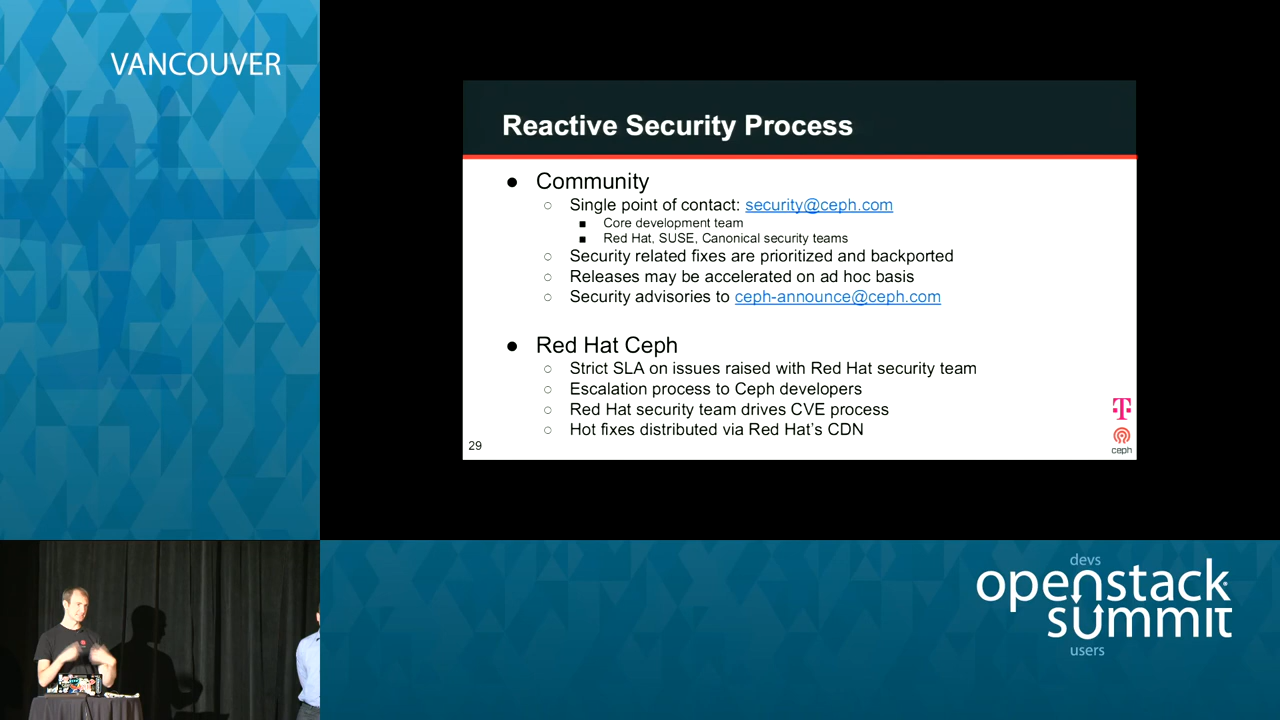 VANCOUVER
Reactive Security Process
● Community
○ Single point of contact: security@ceph.com
■ Core development team
■ Red Hat, SUSE, Canonical security teams
○ Security related fixes are prioritized and backported
○ Releases may be accelerated on ad hoc basis
○ Security advisories to ceph-announce@ceph.com
● Red Hat Ceph
○ Strict SLA on issues raised with Red Hat security team
○ Escalation process to Ceph developers
○ Red Hat security team drives CVE process
○ Hot fixes distributed via Red Hat's CDN
T
ceph
29
devs
openstack
summit
users